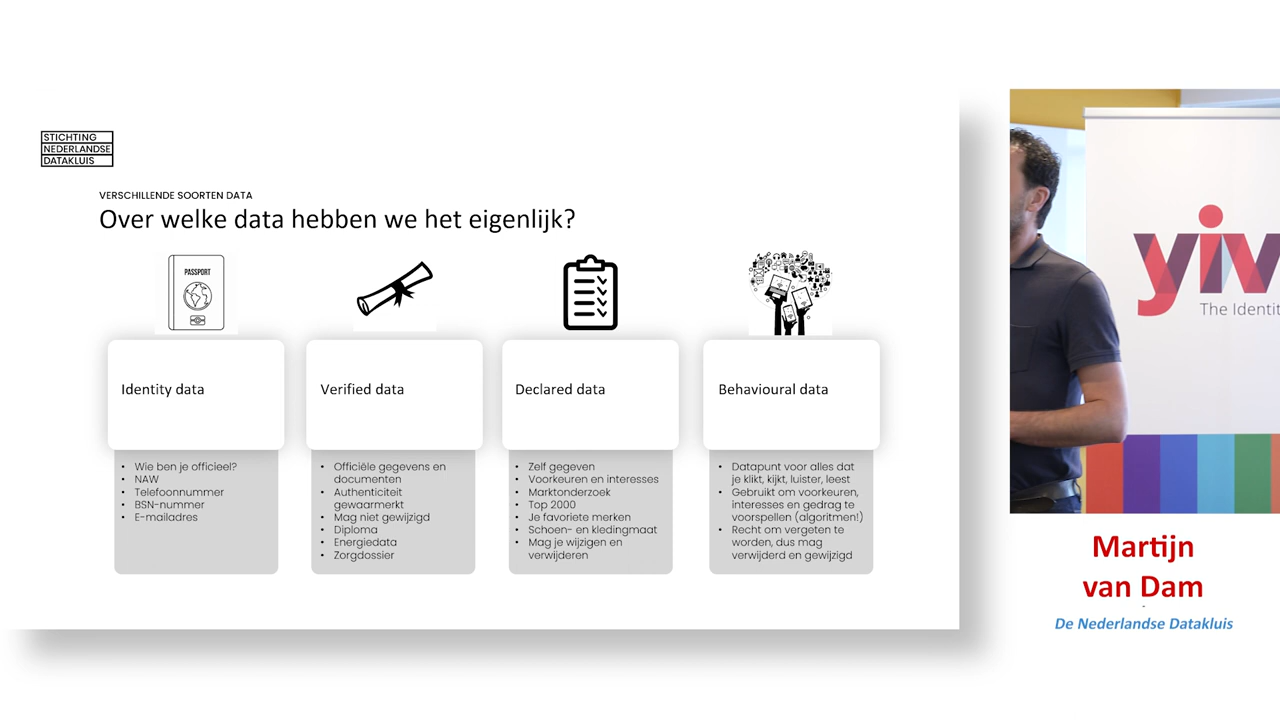 STICHTING
NEDERLANDSE
DATAKLUIS
VERSCHILLENDE SOORTEN DATA
Over welke data hebben we het eigenlijk?
PASSPORT
Identity data
• Wie ben je officieel?
• NAW
• Telefoonnummer
• BSN-nummer
• E-mailadres
Verified data
• Officiële gegevens en
documenten
• Authenticiteit
gewaarmerkt
• Mag niet gewijzigd
• Diploma
• Energiedata
• Zorgdossier
Declared data
• Zelf gegeven
• Voorkeuren en interesses
• Marktonderzoek
• Top 2000
• Je favoriete merken
• Schoen- en kledingmaat
• Mag je wijzigen en
verwijderen
Behavioural data
• Datapunt voor alles dat
je klikt, kijkt, luister, leest
• Gebruikt om voorkeuren,
interesses en gedrag te
voorspellen (algoritmen!)
• Recht om vergeten te
worden, dus mag
verwijderd en gewijzigd
yiv
The Identit
Martijn
van Dam
De Nederlandse Datakluis